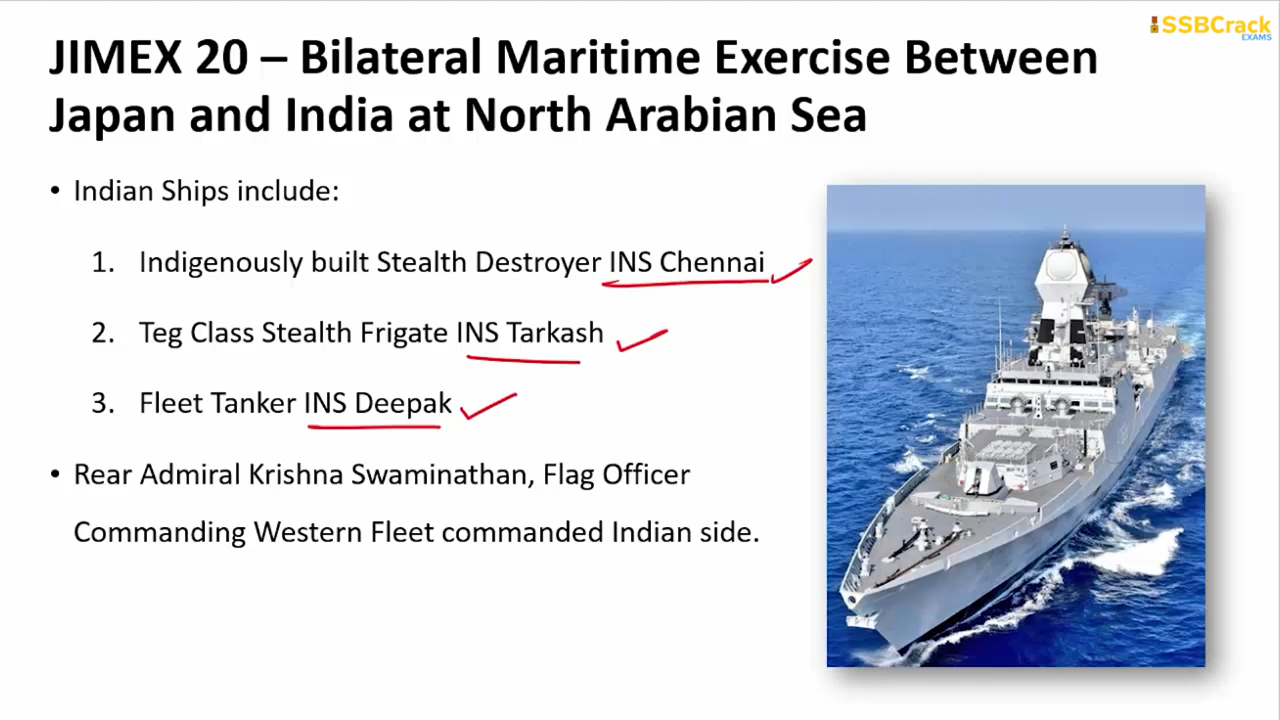 SSBCrack
EXAMS
JIMEX 20 – Bilateral Maritime Exercise Between
Japan and India at North Arabian Sea
• Indian Ships include:
1. Indigenously built Stealth Destroyer INS Chennai
2. Teg Class Stealth Frigate INS Tarkash
3. Fleet Tanker INS Deepak
• Rear Admiral Krishna Swaminathan, Flag Officer
Commanding Western Fleet commanded Indian side.